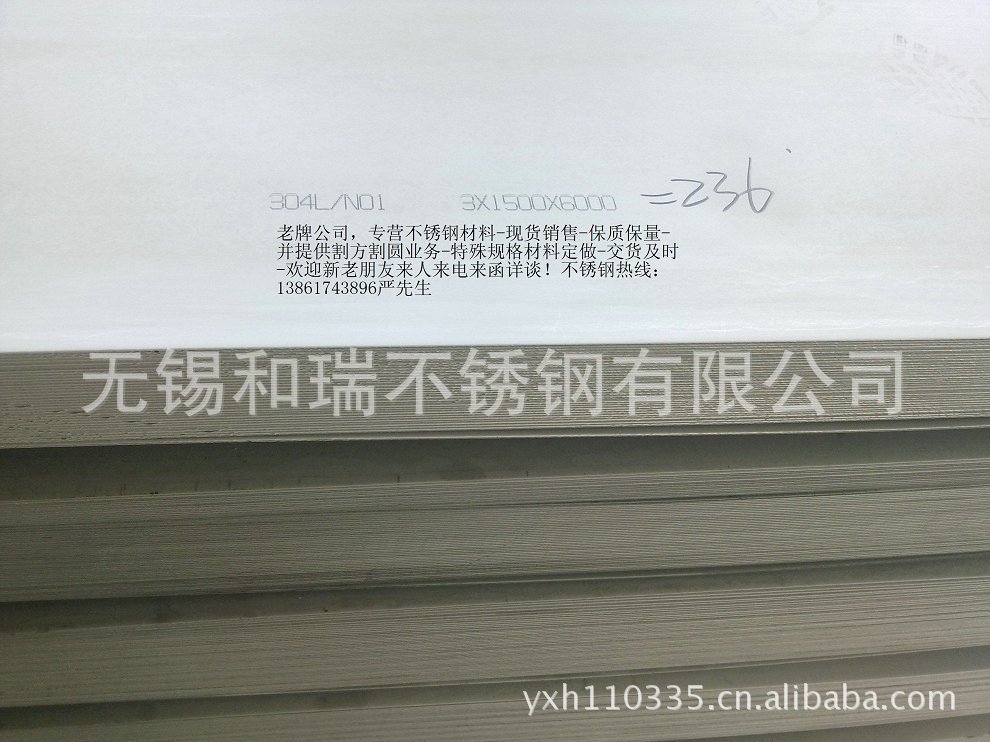 304L/NO1 3X1500X6000 =236
老牌公司，专营不锈钢材料-现货销售-保质保量-
并提供割方割圆业务-特殊规格材料定做-交货及时
-欢迎新老朋友来人来电来函详谈！不锈钢热线：
13861743896严先生
无锡和瑞不锈钢有限公司
yxh110335.cn.alibaba.com